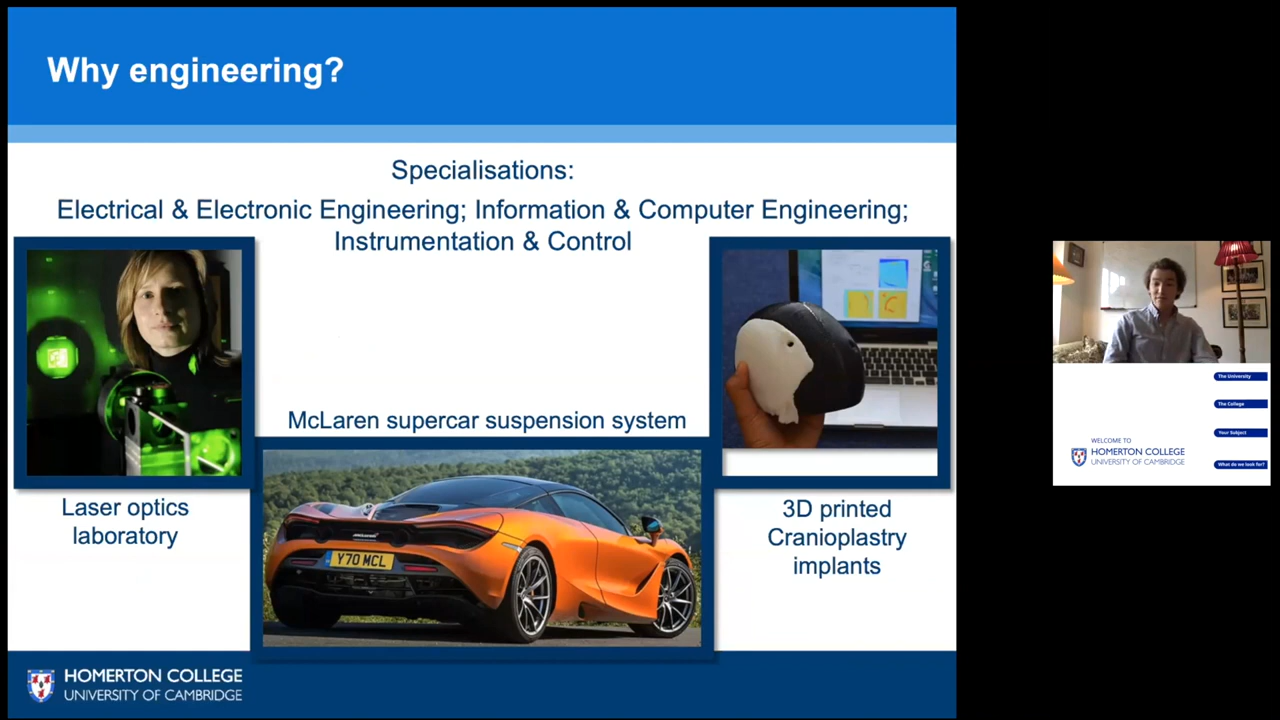 Why engineering?
Specialisations:
Electrical & Electronic Engineering; Information & Computer Engineering;
Instrumentation & Control
McLaren supercar suspension system
Laser optics
laboratory
Y70 MCL
3D printed
Cranioplastry
implants
HOMERTON COLLEGE
UNIVERSITY OF CAMBRIDGE
The University
The College
Your Subject
What do we look for?
WELCOME TO
HOMERTON COLLEGE
UNIVERSITY OF CAMBRIDGE